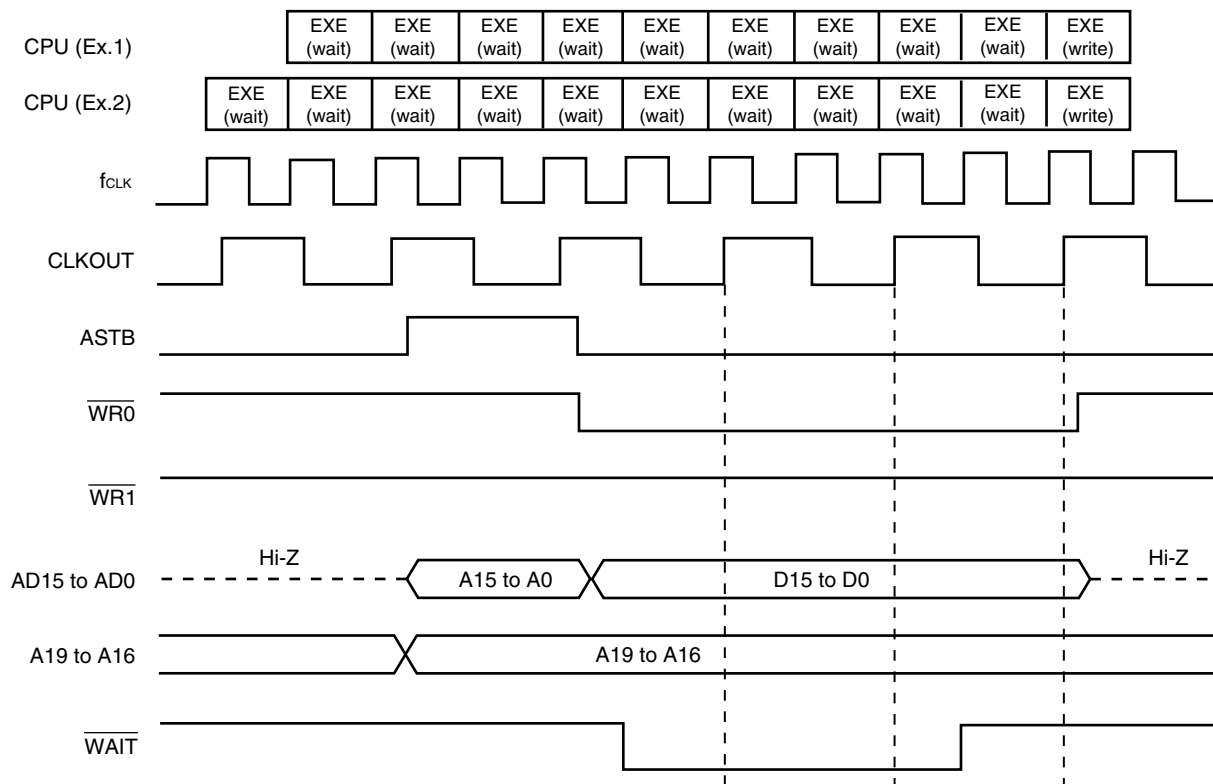 CPU (Ex.1)
EXE (wait) EXE (wait) EXE (wait) EXE (wait) EXE (wait) EXE (wait) EXE (wait) EXE (wait) EXE (wait) EXE (write)
CPU (Ex.2)
EXE (wait) EXE (wait) EXE (wait) EXE (wait) EXE (wait) EXE (wait) EXE (wait) EXE (wait) EXE (wait) EXE (wait) EXE (write)
fCLK
CLKOUT
ASTB
WR0
WR1
AD15 to AD0 Hi-Z A15 to A0 D15 to D0 Hi-Z
A19 to A16 A19 to A16
WAIT